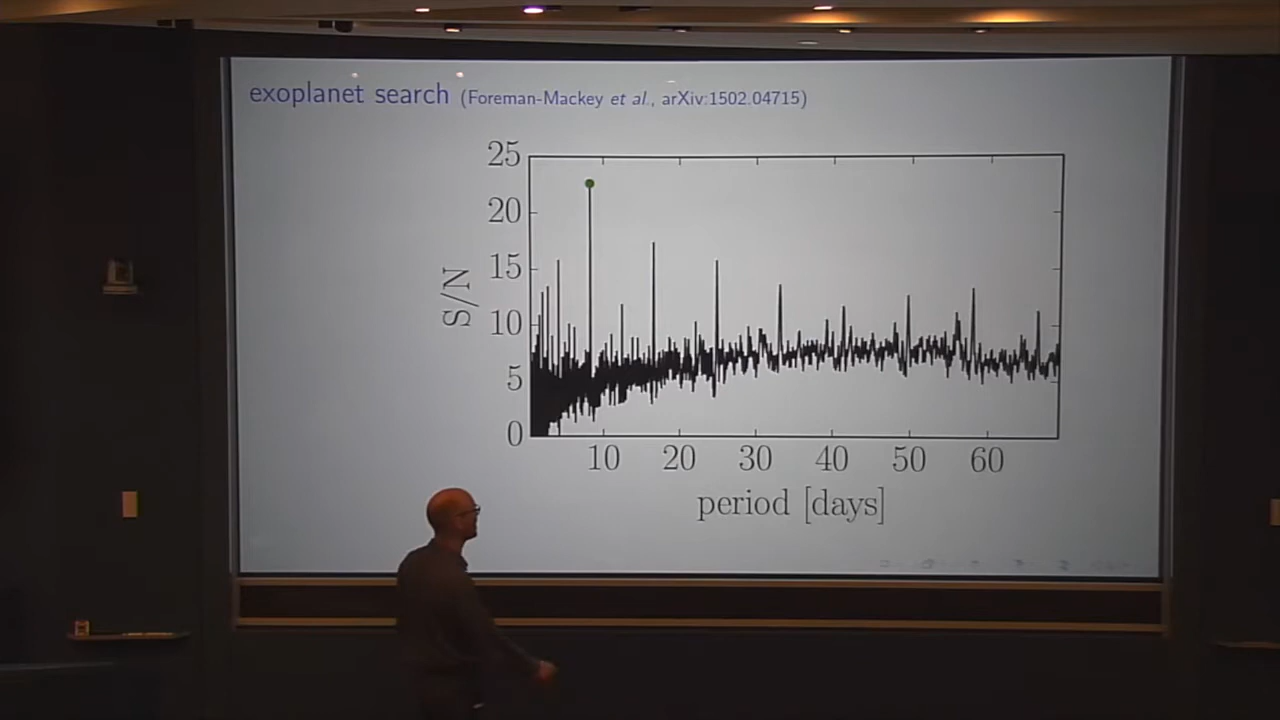 exoplanet search (Foreman-Mackey et al., arXiv:1502.04715)
25
20
15
10
5
0
S/N
10 20 30 40 50 60
period [days]